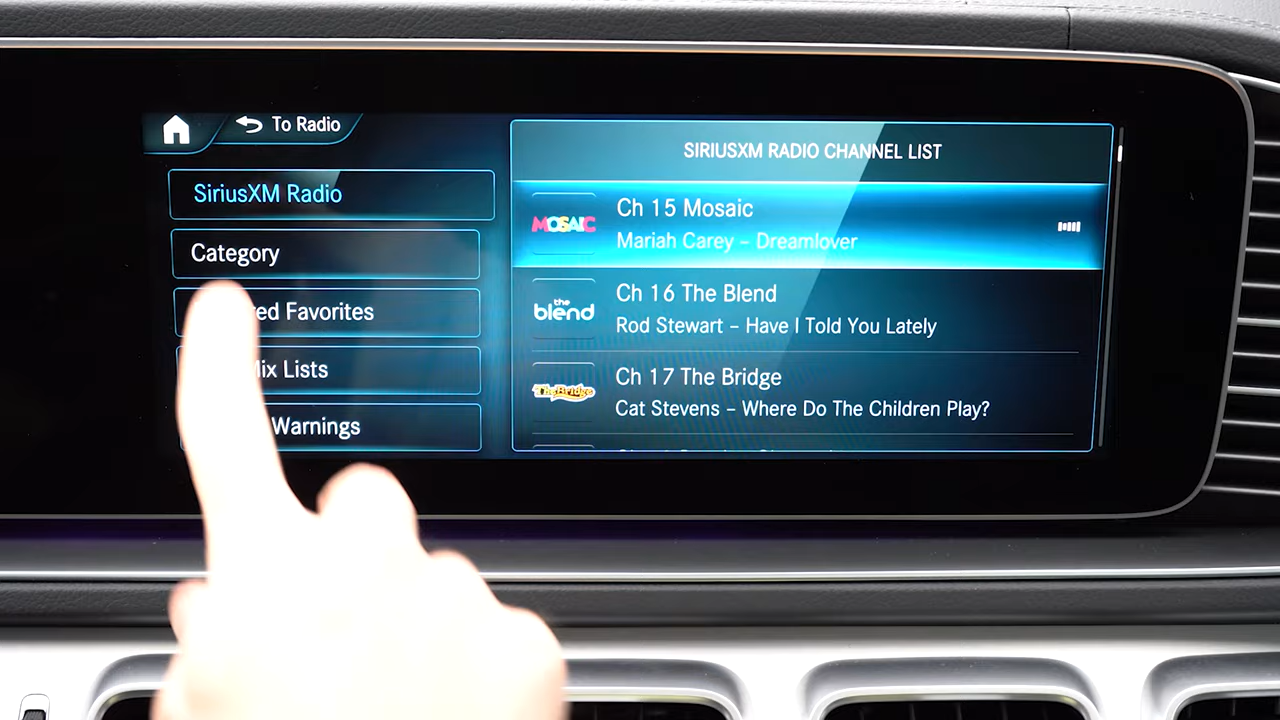 To Radio
SiriusXM Radio
Category
Favorites
Lists
Warnings
SIRIUSXM RADIO CHANNEL LIST
MOSAIC
Ch 15 Mosaic
Mariah Carey – Dreamlover
the
blend
Ch 16 The Blend
Rod Stewart – Have I Told You Lately
The Bridge
Ch 17 The Bridge
Cat Stevens – Where Do The Children Play?